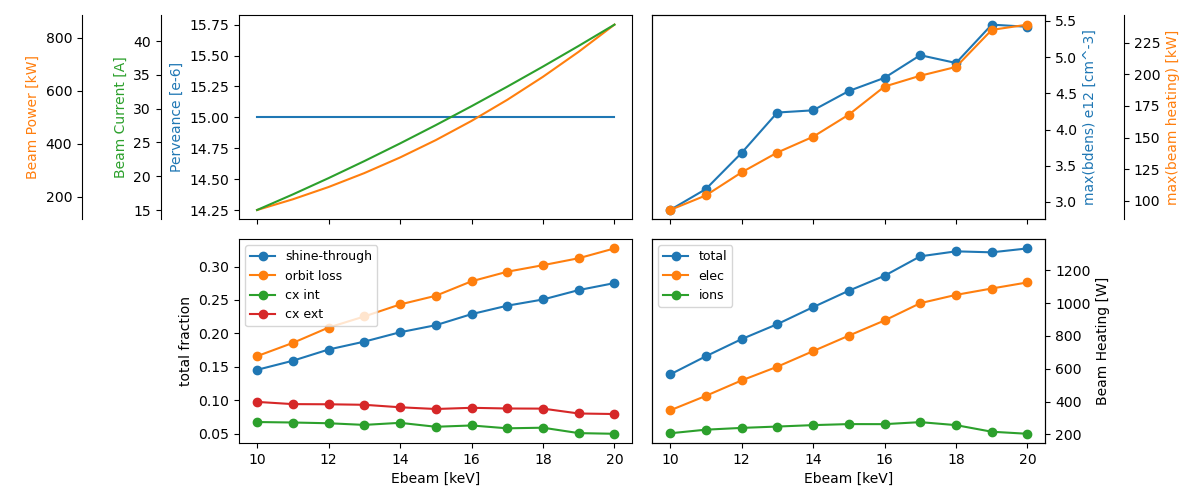 Beam Power [kW]
800
600
400
200
Beam Current [A]
40
35
30
25
20
15
Perveance [e-6]
15.75
15.50
15.25
15.00
14.75
14.50
14.25
5.5
5.0
4.5
4.0
3.5
3.0
max(bdens) e12 [cm^-3]
225
200
175
150
125
100
max(beam heating) [kW]
total fraction
0.30
0.25
0.20
0.15
0.10
0.05
shine-through
orbit loss
cx int
cx ext
10 12 14 16 18 20
Ebeam [keV]
total
elec
ions
10 12 14 16 18 20
Ebeam [keV]
1200
1000
800
600
400
200
Beam Heating [W]